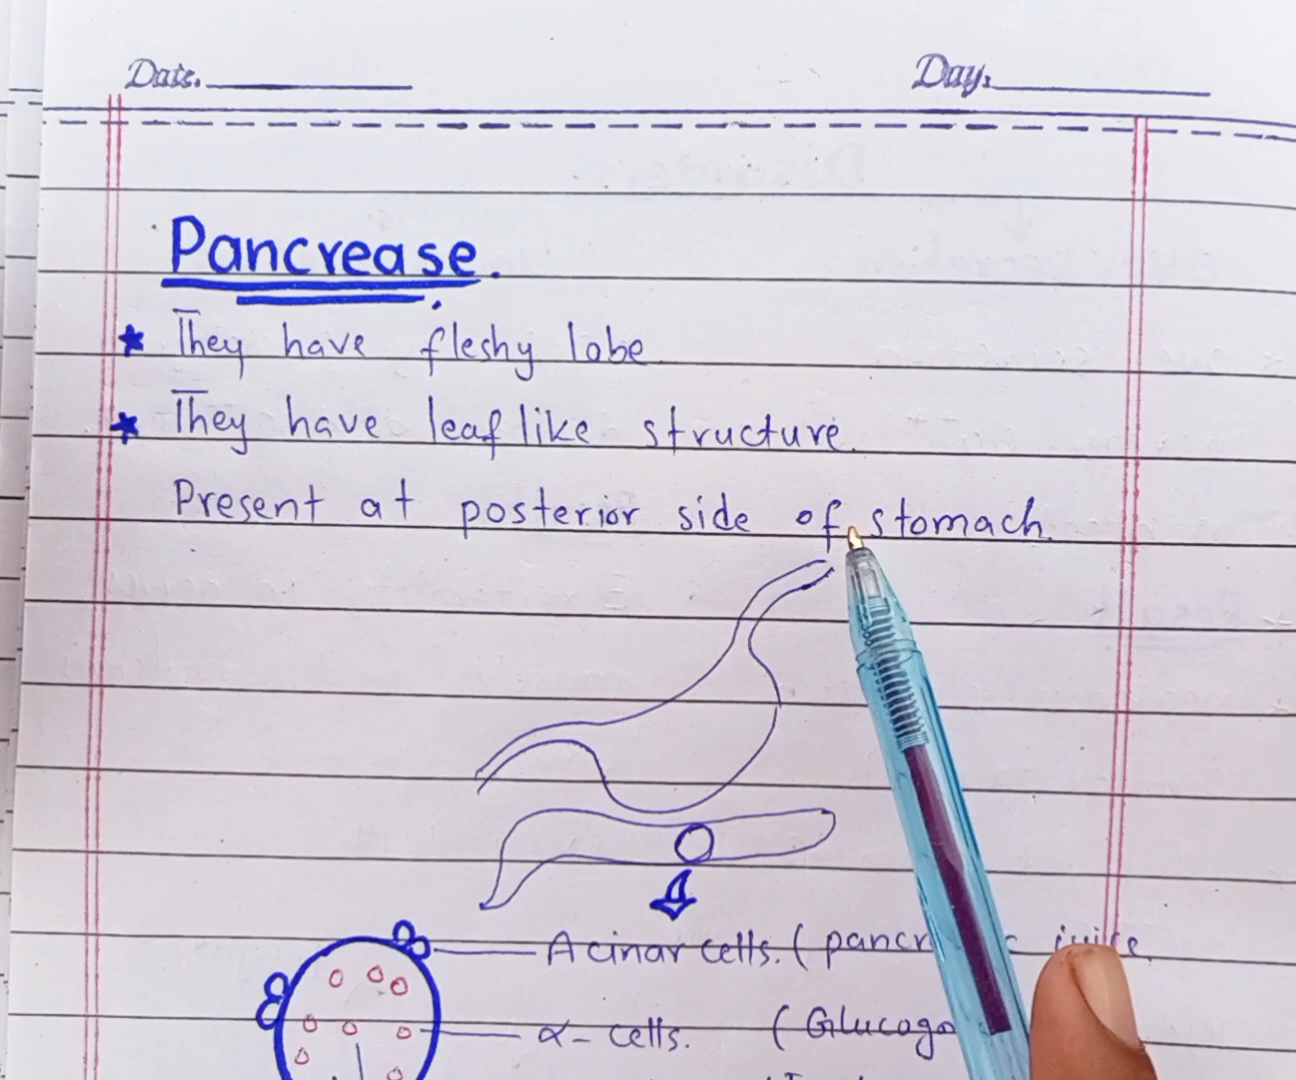 Date.
Day.
Pancrease.
They have fleshy lobe
They have leaf like structure.
Present at posterior side of stomach.
Acinar cells. (pancr c juice
α- cells. (Glucago